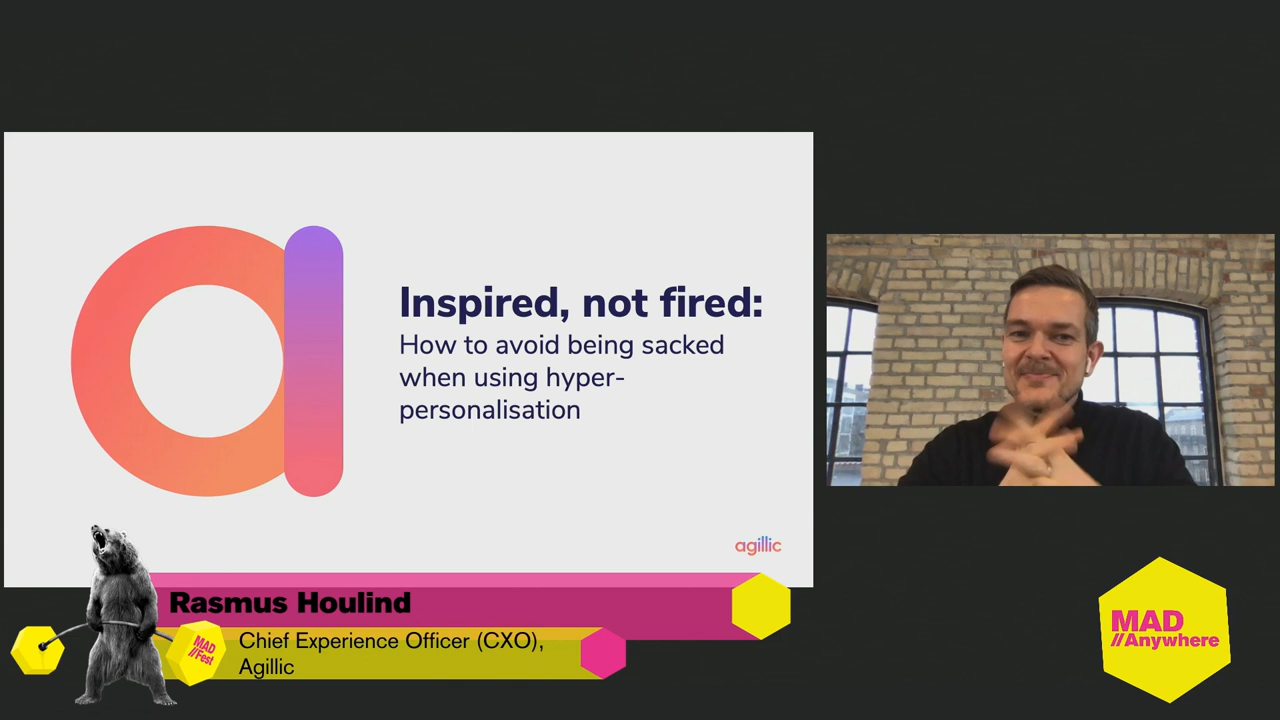 Inspired, not fired:
How to avoid being sacked
when using hyper-
personalisation
agillic
Rasmus Houlind
Chief Experience Officer (CXO),
Agillic
MAD
//Fest
MAD
//Anywhere